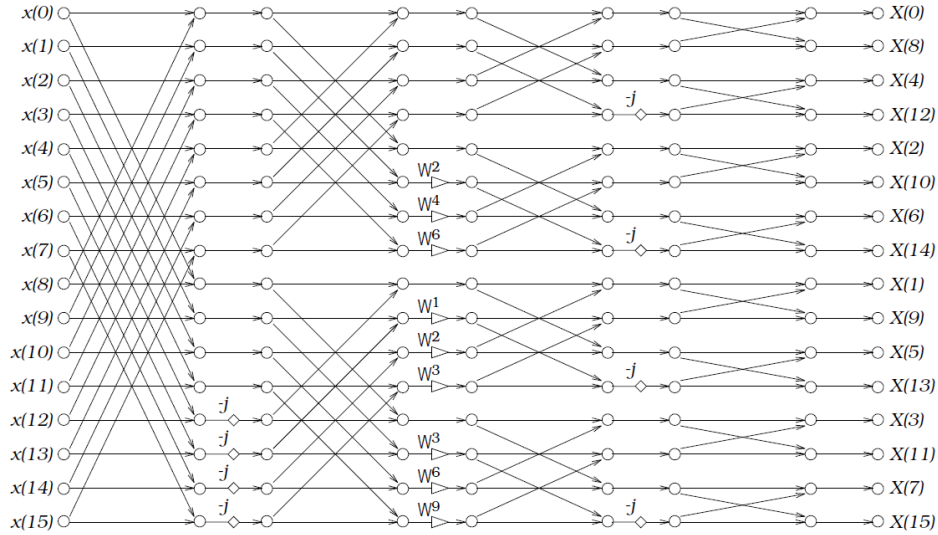 x(0) X(0)
x(1) X(8)
x(2) X(4)
x(3) -j X(12)
x(4) X(2)
x(5) W² X(10)
x(6) W⁴ X(6)
x(7) W⁶ -j X(14)
x(8) X(1)
x(9) W¹ X(9)
x(10) W² X(5)
x(11) W³ -j X(13)
x(12) -j X(3)
x(13) -j W³ X(11)
x(14) -j W⁶ X(7)
x(15) -j W⁹ -j X(15)